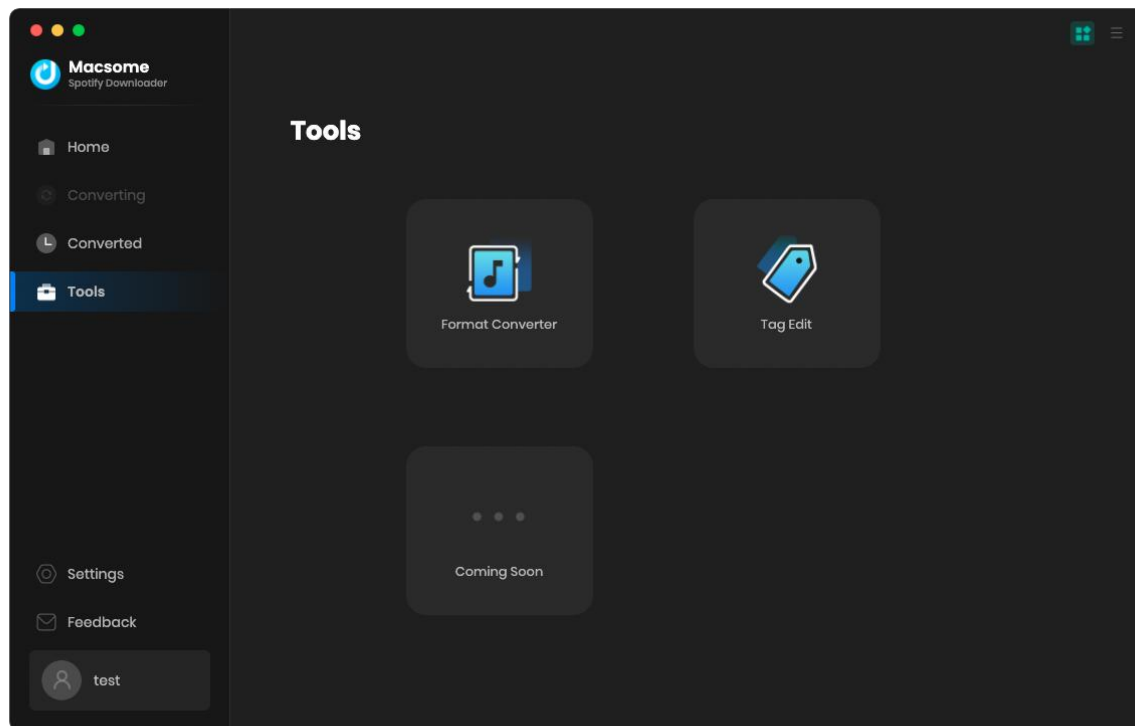 Macsome
Spotify Downloader
Home
Converting
Converted
Tools
Settings
Feedback
test
Tools
Format Converter
Tag Edit
Coming Soon